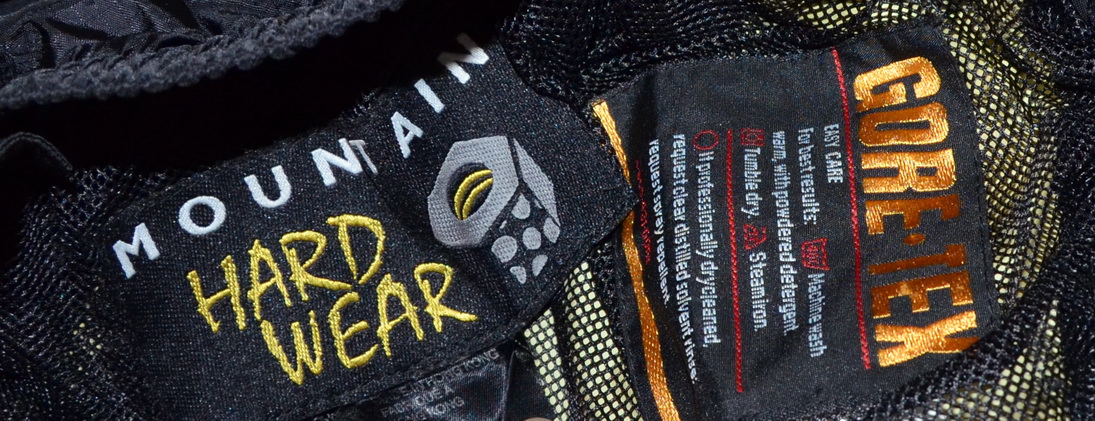 MOUNTAIN
HARD
WEAR
GORE-TEX
EASY CARE
For best results: Machine wash
warm, with powdered detergent.
Tumble dry. Steam iron.
If professionally drycleaned,
request clear distilled solvent rinse.
request spray repellent.
KONG